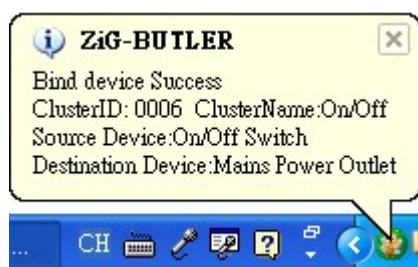 ZiG-BUTLER
Bind device Success
ClusterID: 0006 ClusterName:On/Off
Source Device:On/Off Switch
Destination Device:Mains Power Outlet
... CH